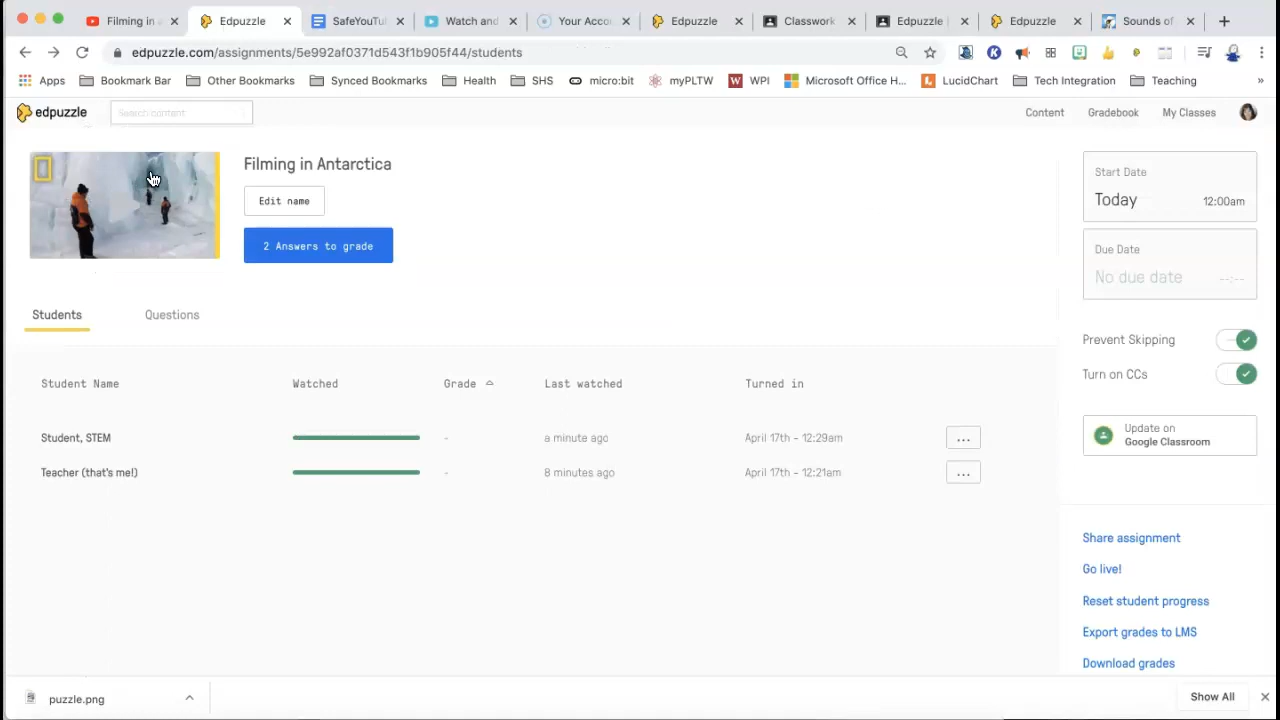 Filming in a
Edpuzzle
SafeYouTu
Watch and
Your Acco
Edpuzzle
Classwork
Edpuzzle
Edpuzzle
Sounds of
edpuzzle.com/assignments/5e992af0371d543f1b905f44/students
Apps
Bookmark Bar
Other Bookmarks
Synced Bookmarks
Health
SHS
micro:bit
myPLTW
WPI
Microsoft Office H...
LucidChart
Tech Integration
Teaching
»
edpuzzle
Search content
Content
Gradebook
My Classes
Filming in Antarctica
Edit name
2 Answers to grade
Start Date
Today 12:00am
Due Date
No due date --:--
Students
Questions
Prevent Skipping
Turn on CCs
Student Name
Watched
Grade
Last watched
Turned in
Student, STEM
-
a minute ago
April 17th - 12:29am
...
Teacher (that's me!)
-
8 minutes ago
April 17th - 12:21am
...
Update on
Google Classroom
Share assignment
Go live!
Reset student progress
Export grades to LMS
Download grades
puzzle.png
Show All